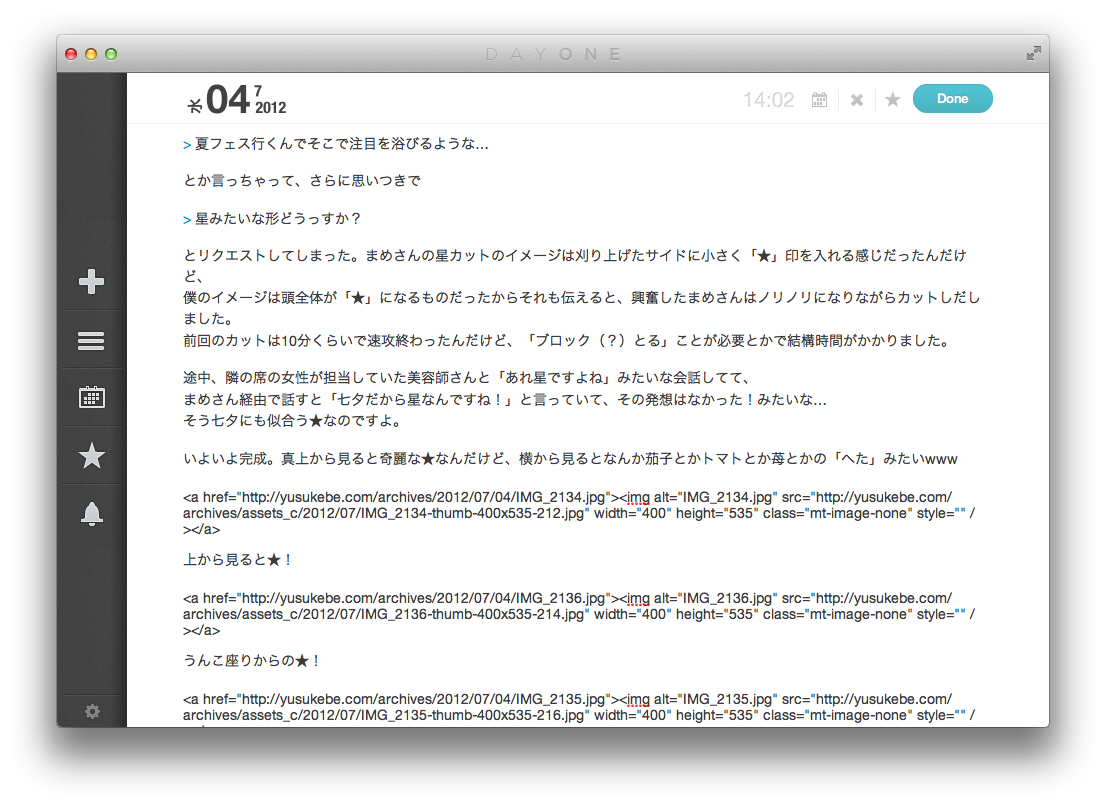 DAYONE
水 04 7 2012
14:02
Done
> 夏フェス行くんでそこで注目を浴びるような…
とか言っちゃって、さらに思いつきで
> 星みたいな形どうっすか？
とリクエストしてしまった。まめさんの星カットのイメージは刈り上げたサイドに小さく「★」印を入れる感じだったんだけ
ど、
僕のイメージは頭全体が「★」になるものだったからそれも伝えると、興奮したまめさんはノリノリになりながらカットしだし
ました。
前回のカットは10分くらいで速攻終わったんだけど、「ブロック（？）とる」ことが必要とかで結構時間がかかりました。
途中、隣の席の女性が担当していた美容師さんと「あれ星ですよね」みたいな会話してて、
まめさん経由で話すと「七夕だから星なんですね！」と言っていて、その発想はなかった！みたいな…
そう七夕にも似合う★なのですよ。
いよいよ完成。真上から見ると奇麗な★なんだけど、横から見るとなんか茄子とかトマトとか苺とかの「へた」みたいwww
<a href="http://yusukebe.com/archives/2012/07/04/IMG_2134.jpg"><img alt="IMG_2134.jpg" src="http://yusukebe.com/
archives/assets_c/2012/07/IMG_2134-thumb-400x535-212.jpg" width="400" height="535" class="mt-image-none" style="" /
></a>
上から見ると★！
<a href="http://yusukebe.com/archives/2012/07/04/IMG_2136.jpg"><img alt="IMG_2136.jpg" src="http://yusukebe.com/
archives/assets_c/2012/07/IMG_2136-thumb-400x535-214.jpg" width="400" height="535" class="mt-image-none" style="" /
></a>
うんこ座りからの★！
<a href="http://yusukebe.com/archives/2012/07/04/IMG_2135.jpg"><img alt="IMG_2135.jpg" src="http://yusukebe.com/
archives/assets_c/2012/07/IMG_2135-thumb-400x535-216.jpg" width="400" height="535" class="mt-image-none" style="" /